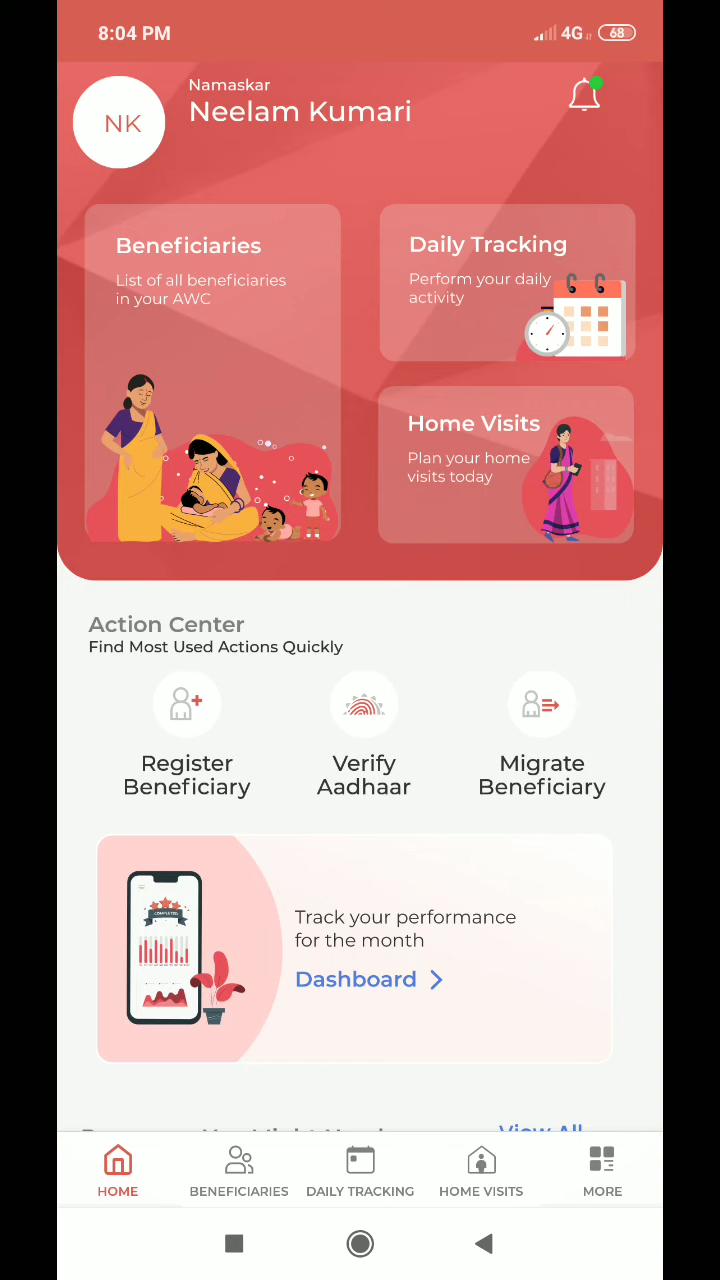 8:04 PM
4G 68
Namaskar
NK
Neelam Kumari
Beneficiaries
List of all beneficiaries
in your AWC
Daily Tracking
Perform your daily
activity
Home Visits
Plan your home
visits today
Action Center
Find Most Used Actions Quickly
Register
Beneficiary
Verify
Aadhaar
Migrate
Beneficiary
COMPLETED
Track your performance
for the month
Dashboard
View All
HOME
BENEFICIARIES
DAILY TRACKING
HOME VISITS
MORE